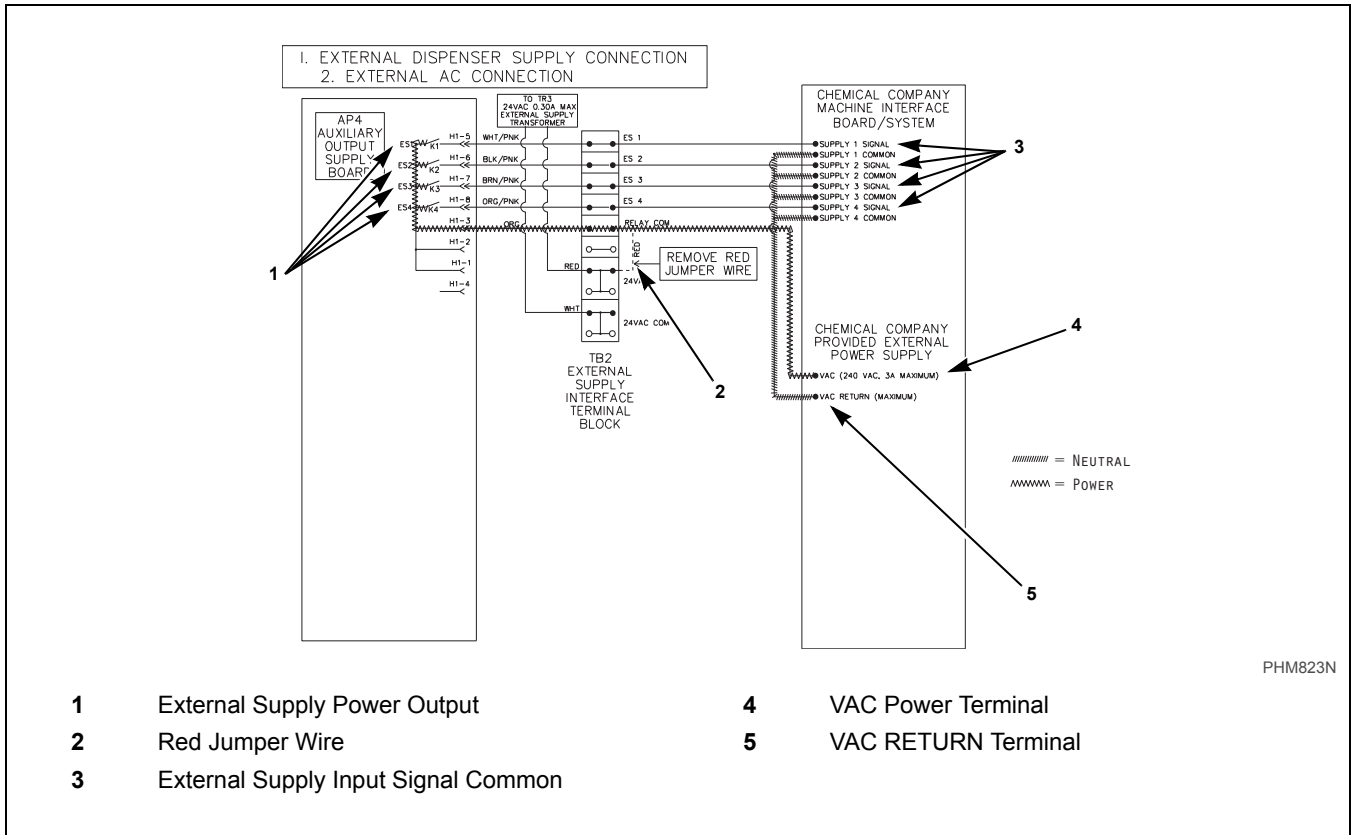 1. EXTERNAL DISPENSER SUPPLY CONNECTION
2. EXTERNAL AC CONNECTION
TO TR3
24VAC 0.30A MAX
EXTERNAL SUPPLY
TRANSFORMER
CHEMICAL COMPANY
MACHINE INTERFACE
BOARD/SYSTEM
AP4
AUXILIARY
OUTPUT
SUPPLY
BOARD
ES1 K1 H1-5 WHT/PNK ES 1
ES2 K2 H1-6 BLK/PNK ES 2
ES3 K3 H1-7 BRN/PNK ES 3
ES4 K4 H1-8 ORG/PNK ES 4
H1-3 ORG RELAY COM
H1-2
H1-1
H1-4
SUPPLY 1 SIGNAL
SUPPLY 1 COMMON
SUPPLY 2 SIGNAL
SUPPLY 2 COMMON
SUPPLY 3 SIGNAL
SUPPLY 3 COMMON
SUPPLY 4 SIGNAL
SUPPLY 4 COMMON
3
1
RED
REMOVE RED
JUMPER WIRE
RED
WHT
24VAC COM
2
TB2
EXTERNAL
SUPPLY
INTERFACE
TERMINAL
BLOCK
CHEMICAL COMPANY
PROVIDED EXTERNAL
POWER SUPPLY
4
VAC (240 VAC, 3A MAXIMUM)
VAC RETURN (MAXIMUM)
5
= NEUTRAL
= POWER
PHM823N
1 External Supply Power Output
2 Red Jumper Wire
3 External Supply Input Signal Common
4 VAC Power Terminal
5 VAC RETURN Terminal